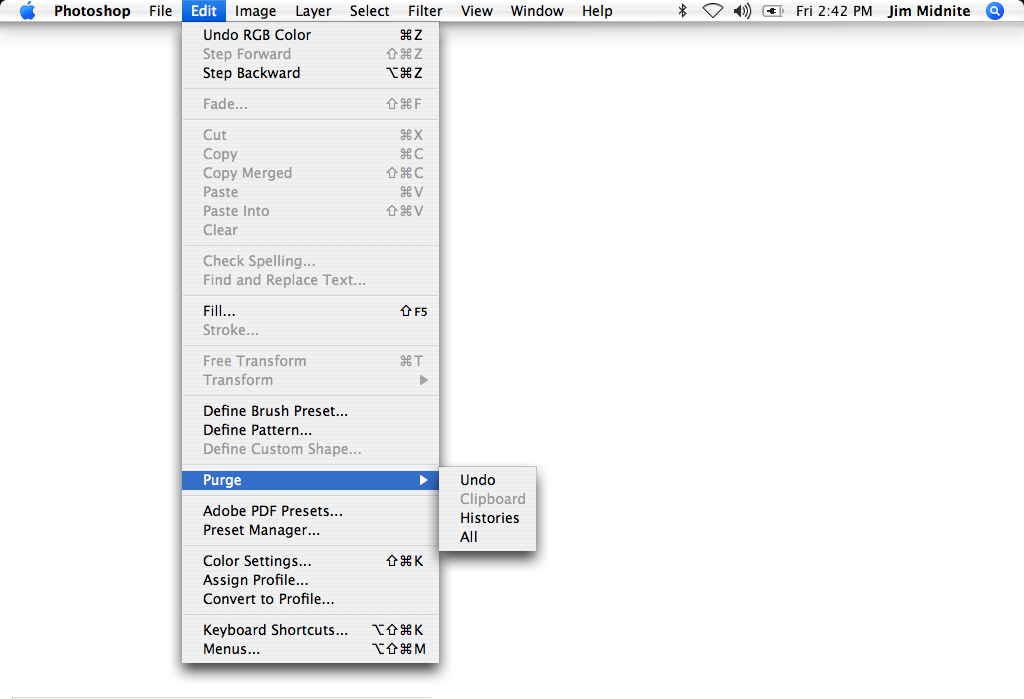 Photoshop File Edit Image Layer Select Filter View Window Help Fri 2:42 PM Jim Midnite
Undo RGB Color ⌘Z
Step Forward ⇧⌘Z
Step Backward ⌥⌘Z
Fade... ⇧⌘F
Cut ⌘X
Copy ⌘C
Copy Merged ⇧⌘C
Paste ⌘V
Paste Into ⇧⌘V
Clear
Check Spelling...
Find and Replace Text...
Fill... ⇧F5
Stroke...
Free Transform ⌘T
Transform
Define Brush Preset...
Define Pattern...
Define Custom Shape...
Purge
Undo
Clipboard
Histories
All
Adobe PDF Presets...
Preset Manager...
Color Settings... ⇧⌘K
Assign Profile...
Convert to Profile...
Keyboard Shortcuts... ⌥⇧⌘K
Menus... ⌥⇧⌘M